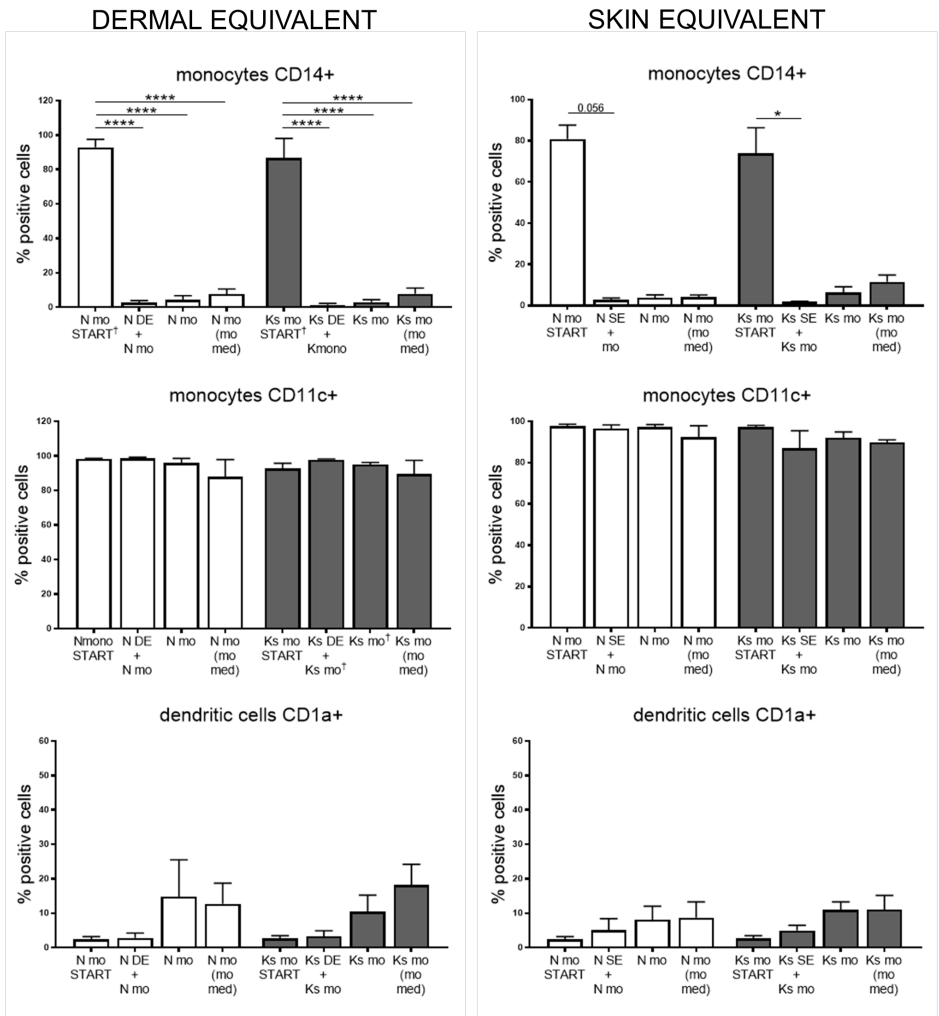 DERMAL EQUIVALENT
SKIN EQUIVALENT
monocytes CD14+
% positive cells
120
100
80
60
40
20
0
****
****
****
****
****
****
N mo N DE N mo N mo Ks mo Ks DE Ks mo Ks mo
START† + (mo START† + (mo
N mo med) Kmono med)
monocytes CD14+
% positive cells
100
80
60
40
20
0
0.056
*
N mo N SE N mo N mo Ks mo Ks SE Ks mo Ks mo
START + (mo START + (mo
mo med) Ks mo med)
monocytes CD11c+
% positive cells
120
100
80
60
40
20
0
Nmono N DE N mo N mo Ks mo Ks DE Ks mo† Ks mo
START + (mo START + (mo
N mo med) Ks mo† med)
monocytes CD11c+
% positive cells
100
80
60
40
20
0
N mo N SE N mo N mo Ks mo Ks SE Ks mo Ks mo
START + (mo START + (mo
N mo med) Ks mo med)
dendritic cells CD1a+
% positive cells
60
50
40
30
20
10
0
N mo N DE N mo N mo Ks mo Ks DE Ks mo Ks mo
START + (mo START + (mo
N mo med) Ks mo med)
dendritic cells CD1a+
% positive cells
60
50
40
30
20
10
0
N mo N SE N mo N mo Ks mo Ks SE Ks mo Ks mo
START + (mo START + (mo
N mo med) Ks mo med)